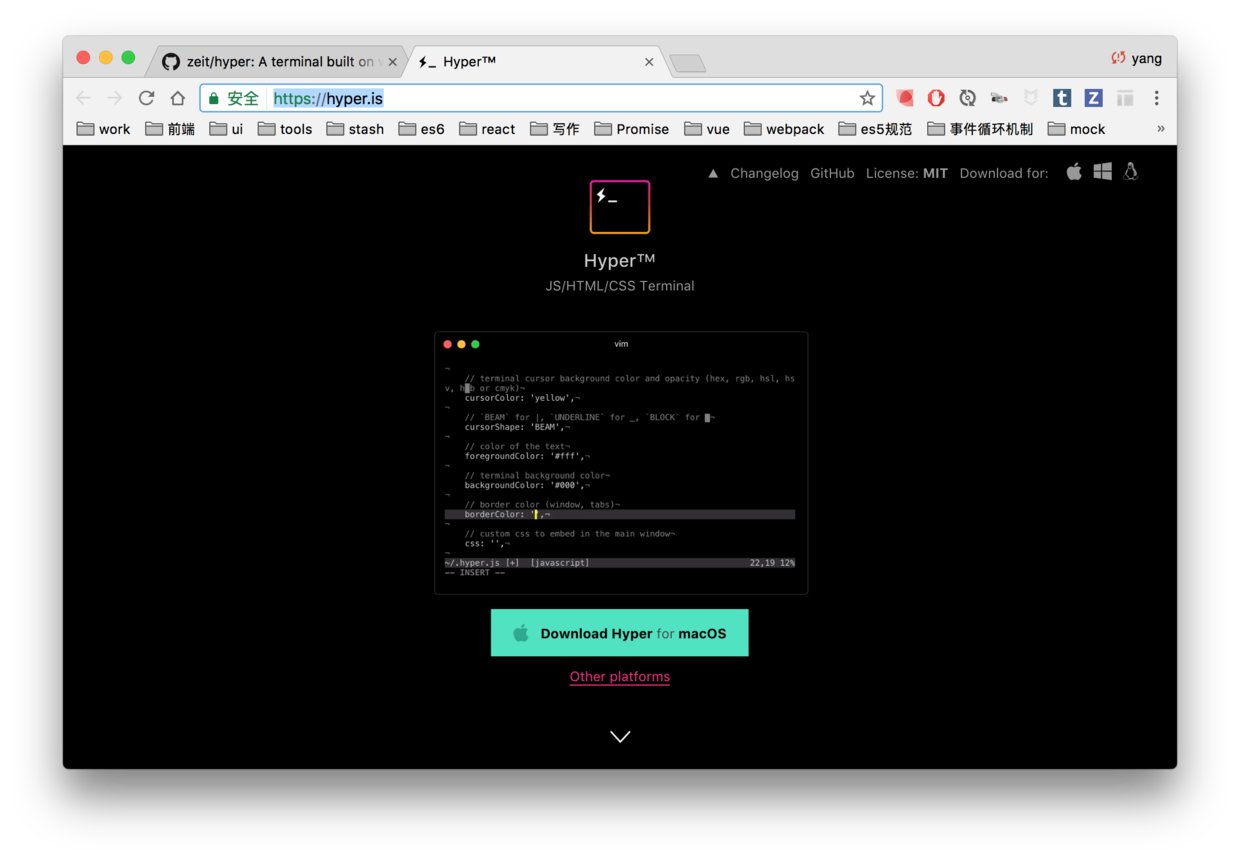 zeit/hyper: A terminal built on
Hyper™
yang
安全 https://hyper.is
work 前端 ui tools stash es6 react 写作 Promise vue webpack es5规范 事件循环机制 mock »
▲ Changelog GitHub License: MIT Download for:
Hyper™
JS/HTML/CSS Terminal
vim
¬
// terminal cursor background color and opacity (hex, rgb, hsl, hs
v, h b or cmyk)¬
cursorColor: 'yellow',¬
¬
// `BEAM` for |, `UNDERLINE` for _, `BLOCK` for █¬
cursorShape: 'BEAM',¬
¬
// color of the text¬
foregroundColor: '#fff',¬
¬
// terminal background color¬
backgroundColor: '#000',¬
¬
// border color (window, tabs)¬
borderColor: '',¬
¬
// custom css to embed in the main window¬
css: '',¬
¬
~/.hyper.js [+] [javascript] 22,19 12%
-- INSERT --
Download Hyper for macOS
Other platforms